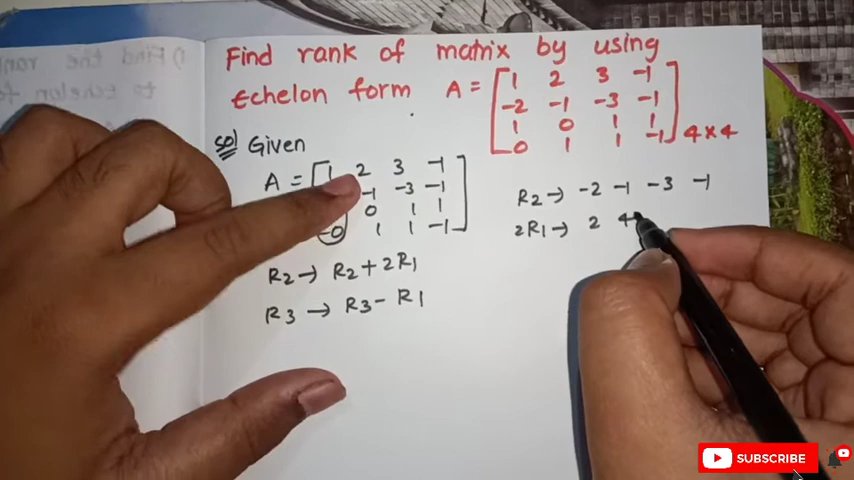 Find rank of matrix by using
Echelon form A = [1 2 3 -1
-2 -1 -3 -1
1 0 1 1
0 1 1 -1] 4×4
Sol Given
A = [1 2 3 -1
-1 -3 -1
0 1 1
0 1 1 -1]
R2 → R2 + 2R1
R3 → R3 - R1
R2 → -2 -1 -3 -1
2R1 → 2 4
SUBSCRIBE